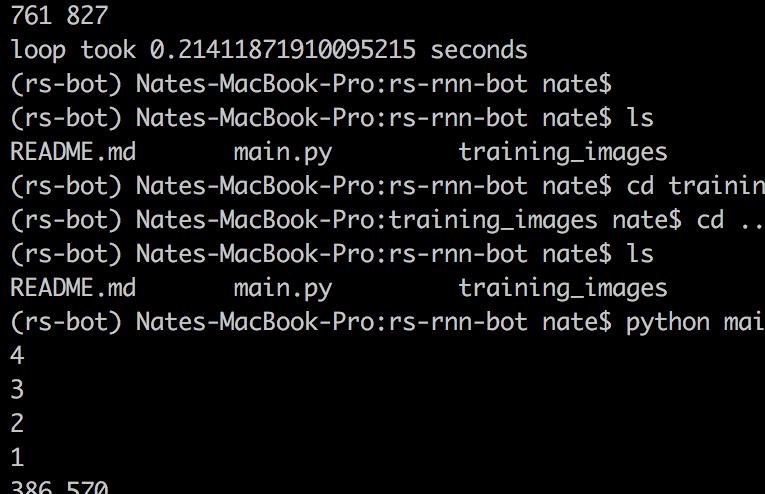 761 827
loop took 0.21411871910095215 seconds
(rs-bot) Nates-MacBook-Pro:rs-rnn-bot nate$
(rs-bot) Nates-MacBook-Pro:rs-rnn-bot nate$ ls
README.md main.py training_images
(rs-bot) Nates-MacBook-Pro:rs-rnn-bot nate$ cd trainin
(rs-bot) Nates-MacBook-Pro:training_images nate$ cd ..
(rs-bot) Nates-MacBook-Pro:rs-rnn-bot nate$ ls
README.md main.py training_images
(rs-bot) Nates-MacBook-Pro:rs-rnn-bot nate$ python mai
4
3
2
1
386 570